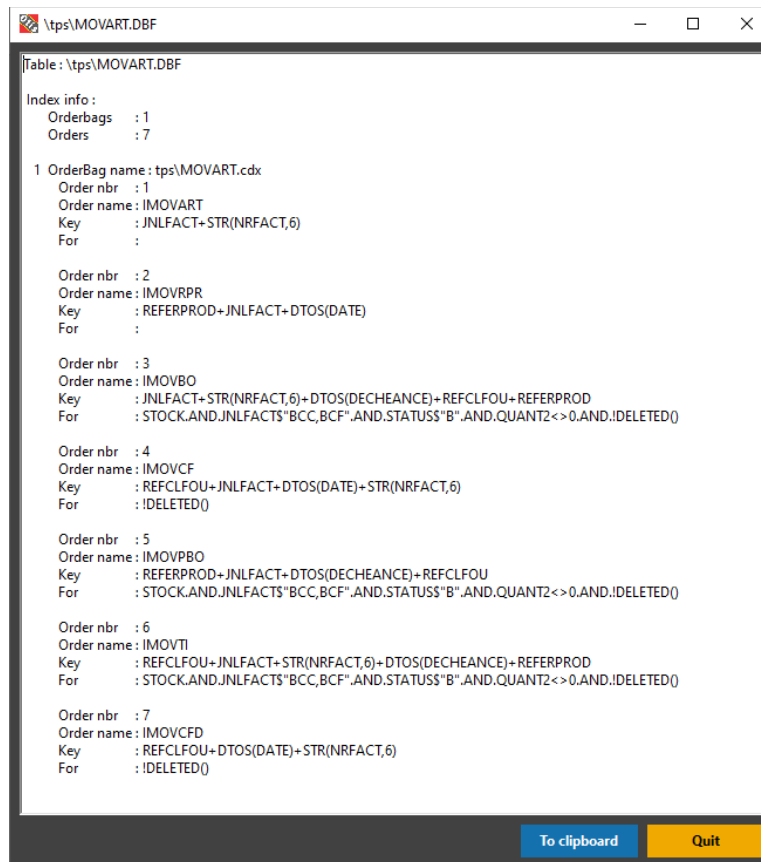 \tps\MOVART.DBF
Table : \tps\MOVART.DBF
Index info :
Orderbags : 1
Orders : 7
1 OrderBag name : tps\MOVART.cdx
Order nbr : 1
Order name : IMOVART
Key : JNLFACT+STR(NRFACT,6)
For :
Order nbr : 2
Order name : IMOVRPR
Key : REFERPROD+JNLFACT+DTOS(DATE)
For :
Order nbr : 3
Order name : IMOVBO
Key : JNLFACT+STR(NRFACT,6)+DTOS(DECHEANCE)+REFCLFOU+REFERPROD
For : STOCK.AND.JNLFACT$"BCC,BCF".AND.STATUS$"B".AND.QUANT2<>0.AND.!DELETED()
Order nbr : 4
Order name : IMOVCF
Key : REFCLFOU+JNLFACT+DTOS(DATE)+STR(NRFACT,6)
For : !DELETED()
Order nbr : 5
Order name : IMOVPBO
Key : REFERPROD+JNLFACT+DTOS(DECHEANCE)+REFCLFOU
For : STOCK.AND.JNLFACT$"BCC,BCF".AND.STATUS$"B".AND.QUANT2<>0.AND.!DELETED()
Order nbr : 6
Order name : IMOVTI
Key : REFCLFOU+JNLFACT+STR(NRFACT,6)+DTOS(DECHEANCE)+REFERPROD
For : STOCK.AND.JNLFACT$"BCC,BCF".AND.STATUS$"B".AND.QUANT2<>0.AND.!DELETED()
Order nbr : 7
Order name : IMOVCFD
Key : REFCLFOU+DTOS(DATE)+STR(NRFACT,6)
For : !DELETED()
To clipboard Quit